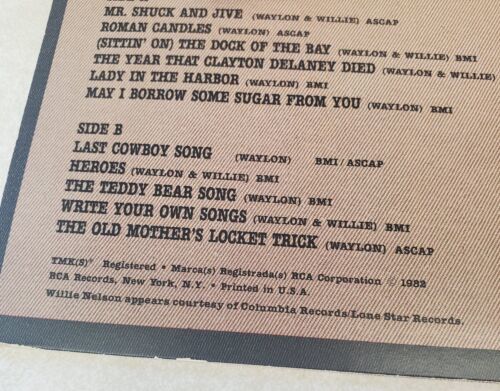 MR. SHUCK AND JIVE (WAYLON & WILLIE) ASCAP
ROMAN CANDLES (WAYLON) ASCAP
(SITTIN' ON) THE DOCK OF THE BAY (WAYLON & WILLIE) BMI
THE YEAR THAT CLAYTON DELANEY DIED (WAYLON & WILLIE)
LADY IN THE HARBOR (WAYLON) BMI
MAY I BORROW SOME SUGAR FROM YOU (WAYLON) BMI
SIDE B
LAST COWBOY SONG (WAYLON) BMI/ASCAP
HEROES (WAYLON & WILLIE) BMI
THE TEDDY BEAR SONG (WAYLON) BMI
WRITE YOUR OWN SONGS (WAYLON & WILLIE) BMI
THE OLD MOTHER'S LOCKET TRICK (WAYLON) ASCAP
TMK(S)® Registered • Marca(s) Registrada(s) RCA Corporation © 1982
RCA Records, New York, N.Y. • Printed in U.S.A.
Willie Nelson appears courtesy of Columbia Records/Lone Star Records.